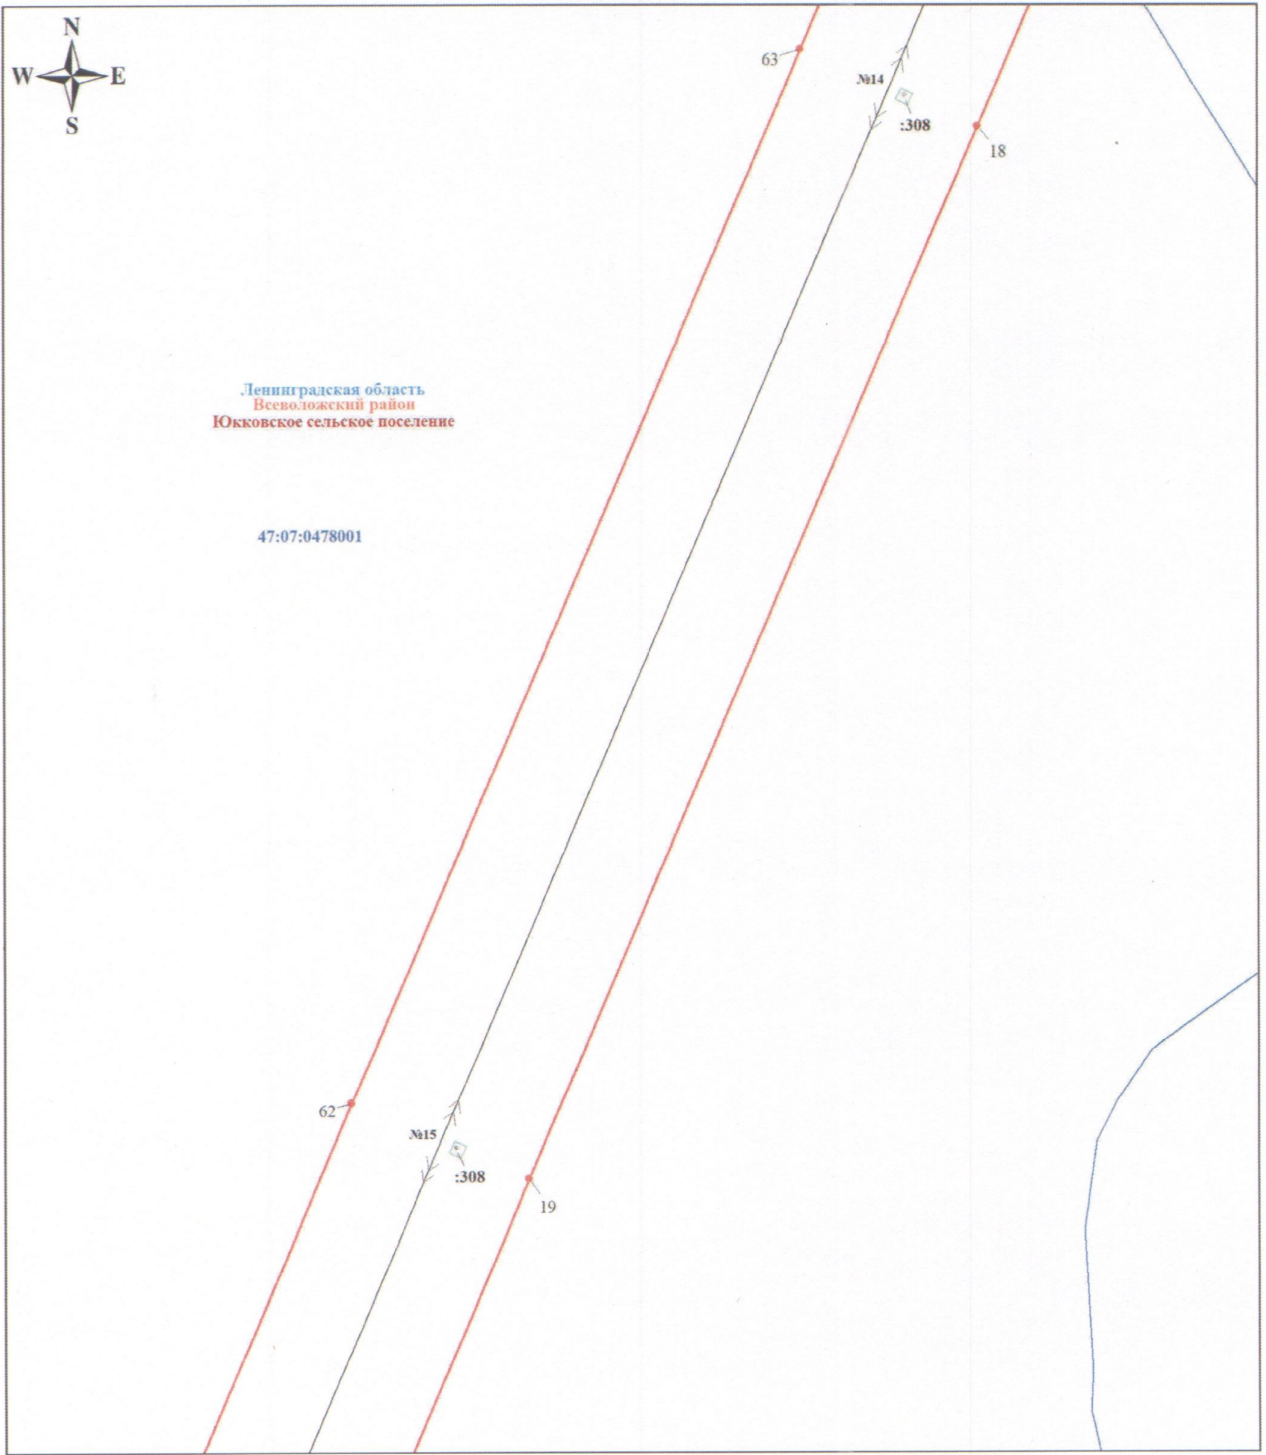 N
W E
S
63
№14
:308
18
Ленинградская область
Всеволожский район
Юкковское сельское поселение
47:07:0478001
62
№15
:308
19